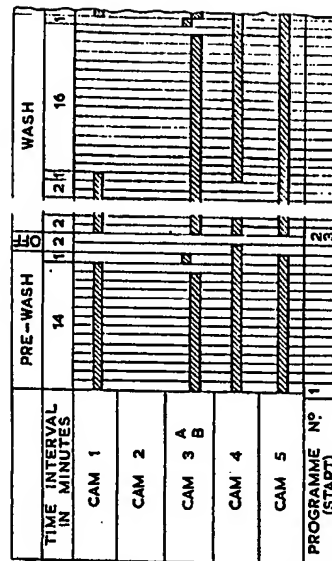 PRE-WASH WASH
TIME INTERVAL
IN MINUTES
14 1 2 2 2 1 16 1
CAM 1
CAM 2
CAM 3 A
B
CAM 4
CAM 5
PROGRAMME Nº
(START)
1 2
3